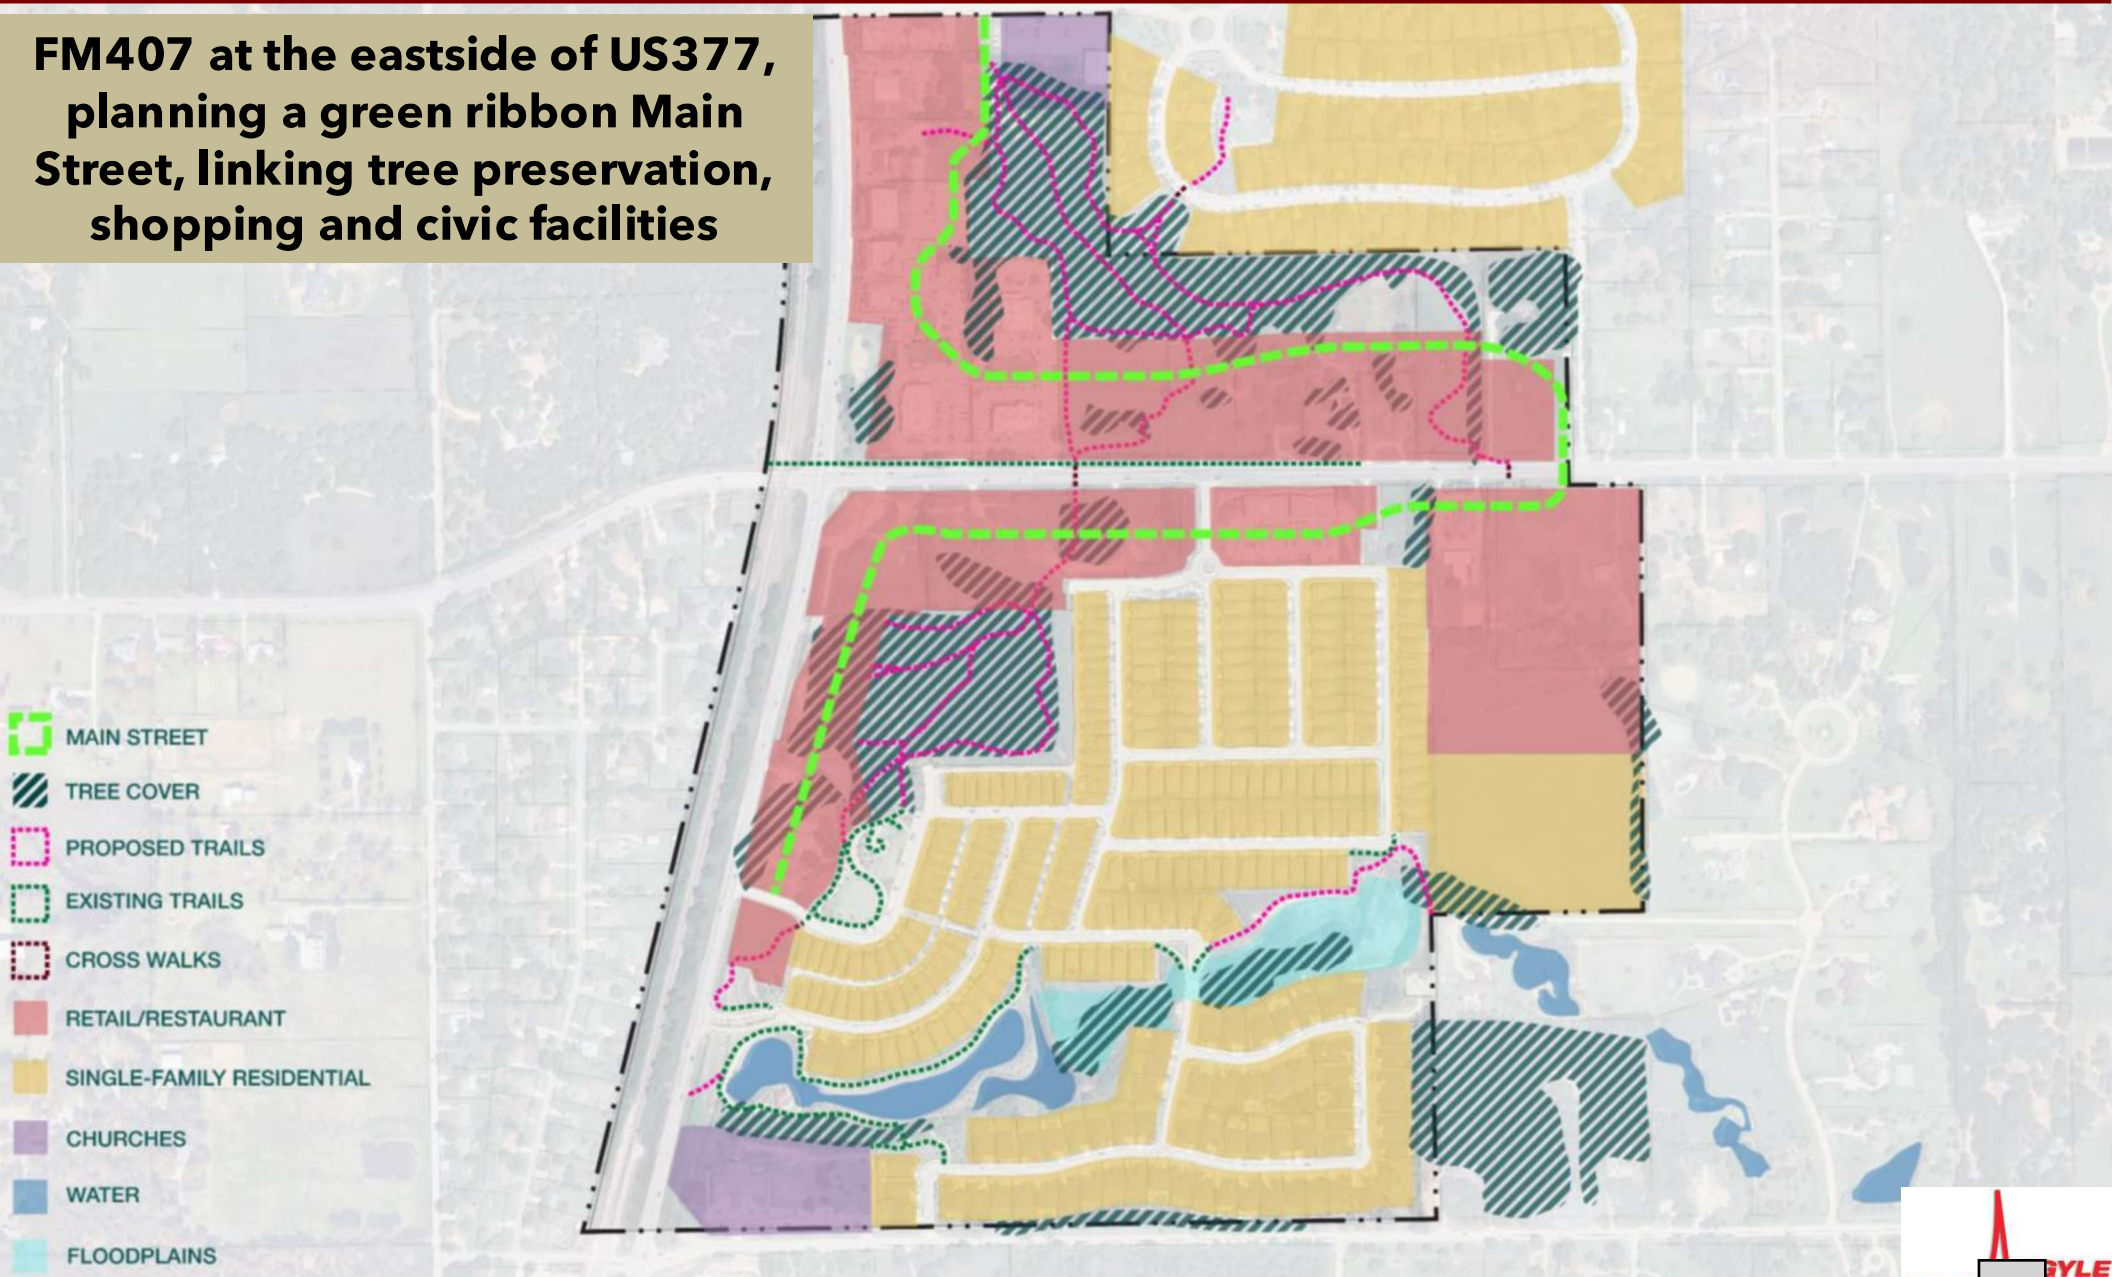 FM407 at the eastside of US377,
planning a green ribbon Main
Street, linking tree preservation,
shopping and civic facilities
MAIN STREET
TREE COVER
PROPOSED TRAILS
EXISTING TRAILS
CROSS WALKS
RETAIL/RESTAURANT
SINGLE-FAMILY RESIDENTIAL
CHURCHES
WATER
FLOODPLAINS
GYLE